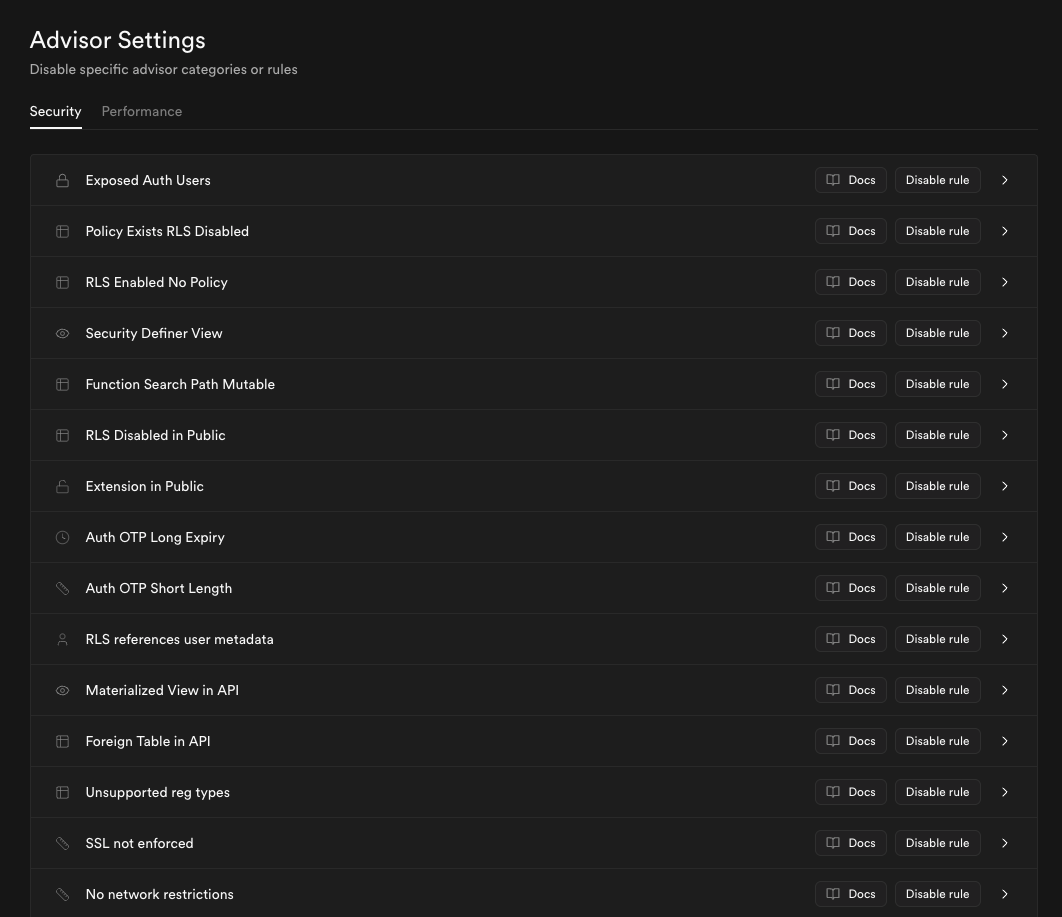 Advisor Settings
Disable specific advisor categories or rules
Security Performance
Exposed Auth Users Docs Disable rule
Policy Exists RLS Disabled Docs Disable rule
RLS Enabled No Policy Docs Disable rule
Security Definer View Docs Disable rule
Function Search Path Mutable Docs Disable rule
RLS Disabled in Public Docs Disable rule
Extension in Public Docs Disable rule
Auth OTP Long Expiry Docs Disable rule
Auth OTP Short Length Docs Disable rule
RLS references user metadata Docs Disable rule
Materialized View in API Docs Disable rule
Foreign Table in API Docs Disable rule
Unsupported reg types Docs Disable rule
SSL not enforced Docs Disable rule
No network restrictions Docs Disable rule